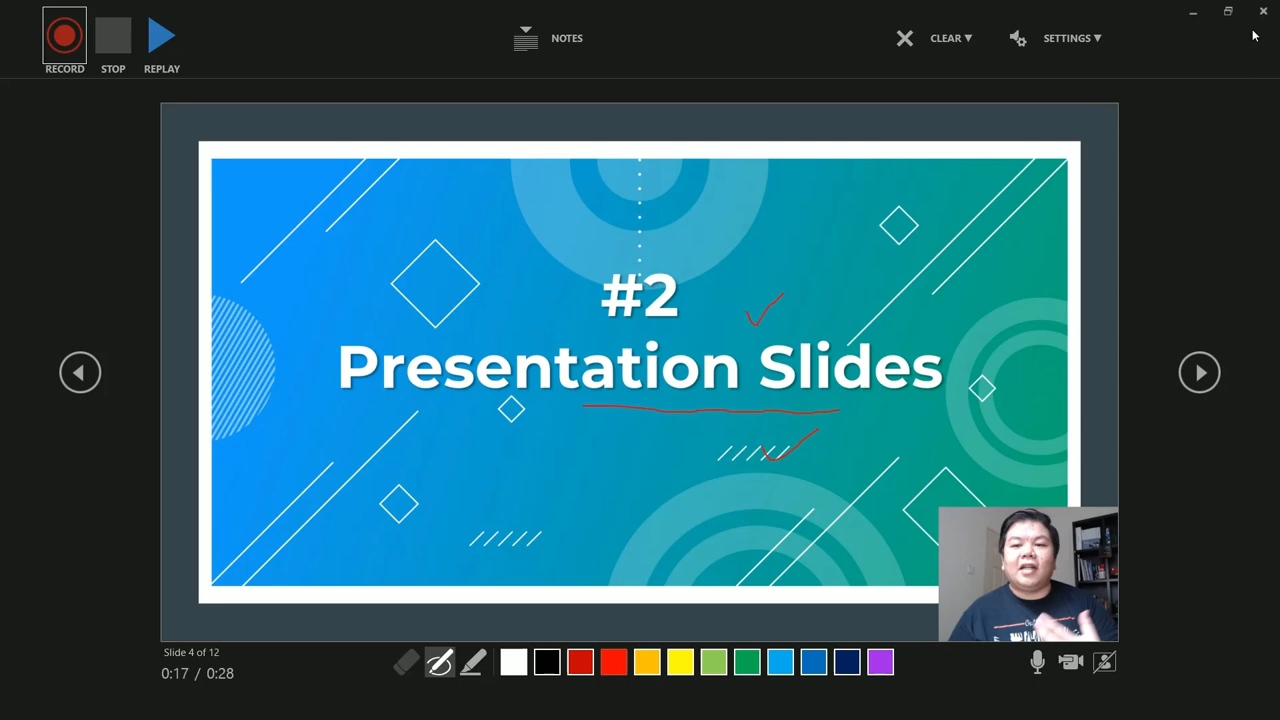 RECORD
STOP
REPLAY
NOTES
CLEAR
SETTINGS
#2
Presentation Slides
Slide 4 of 12
0:17 / 0:28